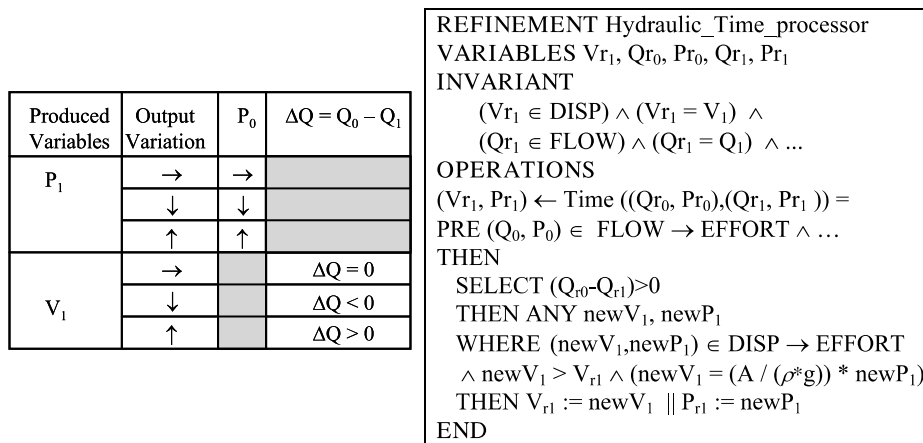 Produced Variables | Output Variation | P₀ | ΔQ = Q₀ – Q₁
P₁ | → | →
↓ | ↓
↑ | ↑
V₁ | → | ΔQ = 0
↓ | ΔQ < 0
↑ | ΔQ > 0
REFINEMENT Hydraulic_Time_processor
VARIABLES Vr₁, Qr₀, Pr₀, Qr₁, Pr₁
INVARIANT
(Vr₁ ∈ DISP) ∧ (Vr₁ = V₁) ∧
(Qr₁ ∈ FLOW) ∧ (Qr₁ = Q₁) ∧ ...
OPERATIONS
(Vr₁, Pr₁) ← Time ((Qr₀, Pr₀),(Qr₁, Pr₁ )) =
PRE (Q₀, P₀) ∈ FLOW → EFFORT ∧ …
THEN
SELECT (Qᵣ₀-Qᵣ₁)>0
THEN ANY newV₁, newP₁
WHERE (newV₁,newP₁) ∈ DISP → EFFORT
∧ newV₁ > Vᵣ₁ ∧ (newV₁ = (A / (ρ*g)) * newP₁)
THEN Vᵣ₁ := newV₁ || Pᵣ₁ := newP₁
END